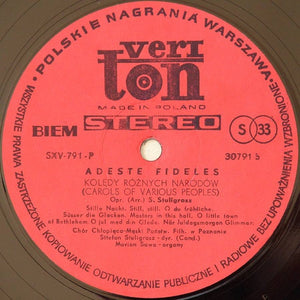 • POLSKIE NAGRANIA WARSZAWA •
veri
ton
MADE IN POLAND
BIEM STEREO S 33
SXV-791-P 30791 b
ADESTE FIDELES
KOLĘDY RÓŻNYCH NARODÓW
(CAROLS OF VARIOUS PEOPLES)
Opr. (Arr.) S. Stuligrosz
Stille Nacht. Still, still. O du fröhliche.
Süsser die Glocken. Masters in this hall. O little town
of Bethlehem. O jul med din Glede. När Juldagsmorgon Glimmar.
Chór Chłopięco-Męski Państw. Filh. w Poznaniu
Stefan Stuligrosz - dyr. (Cond.)
Marian Sawa - organy
WSZYSTKIE PRAWA ZASTRZEŻONE KOPIOWANIE ODTWARZANIE PUBLICZNE I RADIOWE BEZ UPOWAŻNIENIA WZBRONIONE